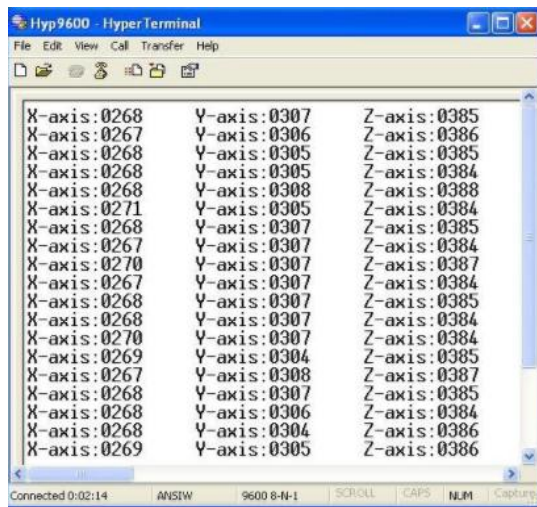 Hyp9600 - HyperTerminal
File Edit View Call Transfer Help
X-axis:0268 Y-axis:0307 Z-axis:0385
X-axis:0267 Y-axis:0306 Z-axis:0386
X-axis:0268 Y-axis:0305 Z-axis:0385
X-axis:0268 Y-axis:0305 Z-axis:0384
X-axis:0268 Y-axis:0308 Z-axis:0388
X-axis:0271 Y-axis:0305 Z-axis:0384
X-axis:0268 Y-axis:0307 Z-axis:0385
X-axis:0267 Y-axis:0307 Z-axis:0384
X-axis:0270 Y-axis:0307 Z-axis:0387
X-axis:0267 Y-axis:0307 Z-axis:0384
X-axis:0268 Y-axis:0307 Z-axis:0385
X-axis:0268 Y-axis:0307 Z-axis:0384
X-axis:0270 Y-axis:0307 Z-axis:0384
X-axis:0269 Y-axis:0304 Z-axis:0385
X-axis:0267 Y-axis:0308 Z-axis:0387
X-axis:0268 Y-axis:0307 Z-axis:0385
X-axis:0268 Y-axis:0306 Z-axis:0384
X-axis:0268 Y-axis:0304 Z-axis:0386
X-axis:0269 Y-axis:0305 Z-axis:0386
Connected 0:02:14 ANSIW 9600 8-N-1 SCROLL CAPS NUM Capture